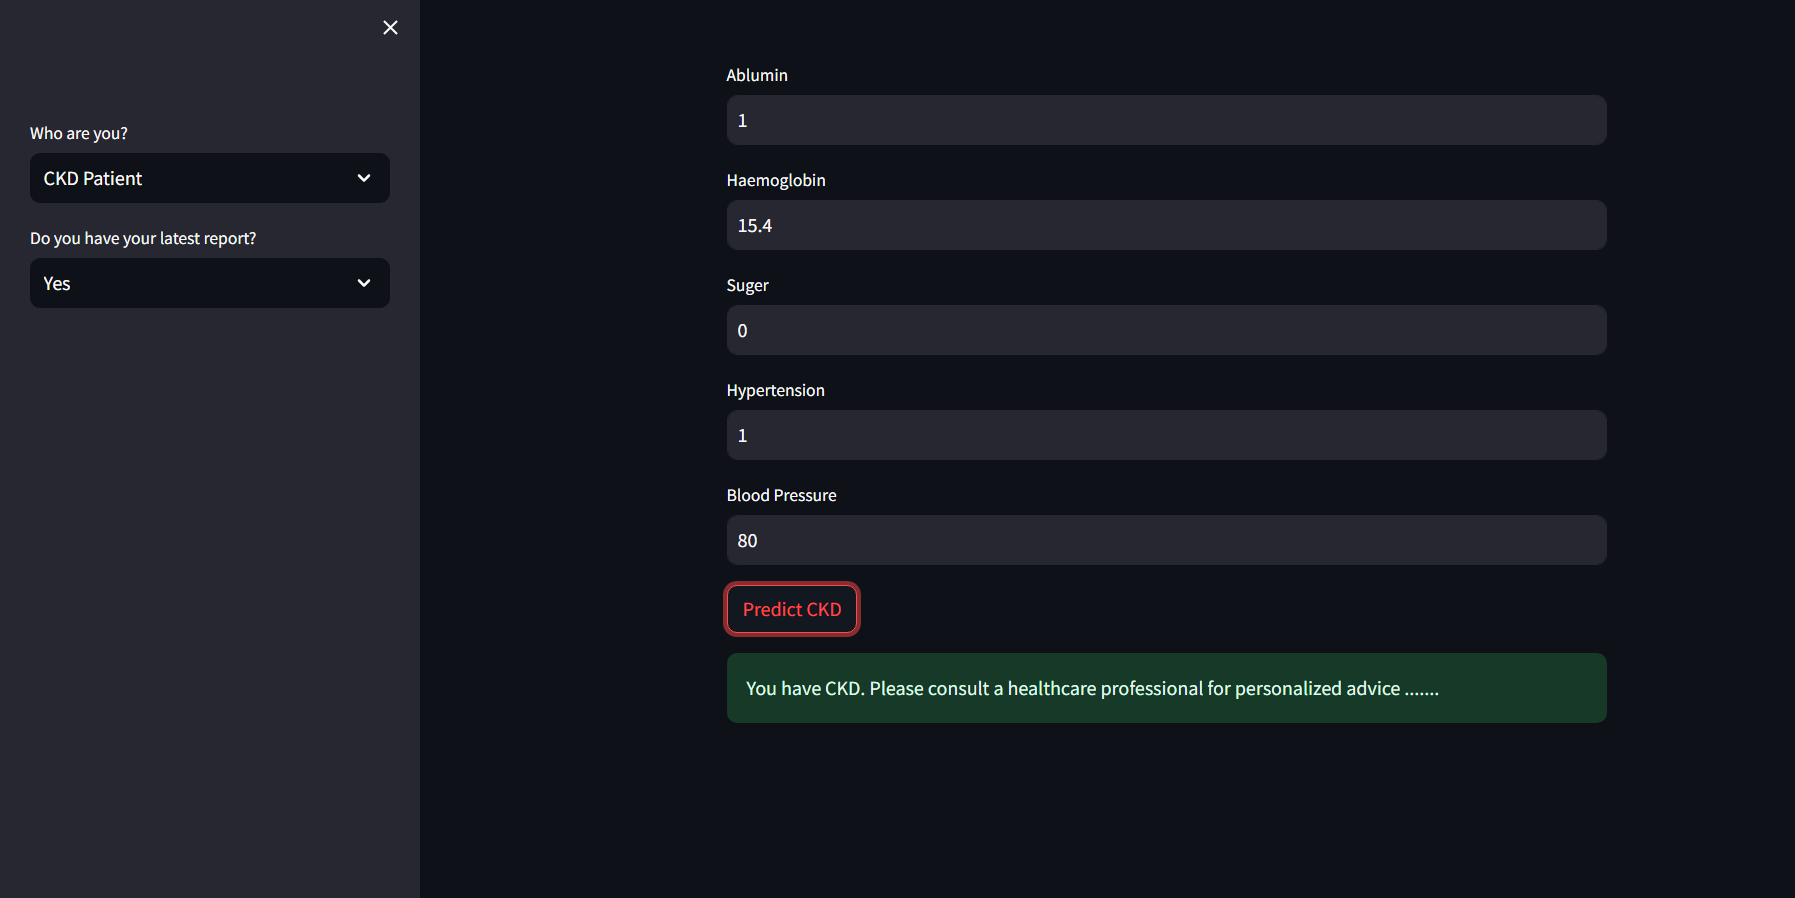 Who are you?
CKD Patient
Do you have your latest report?
Yes
Ablumin
1
Haemoglobin
15.4
Suger
0
Hypertension
1
Blood Pressure
80
Predict CKD
You have CKD. Please consult a healthcare professional for personalized advice .......